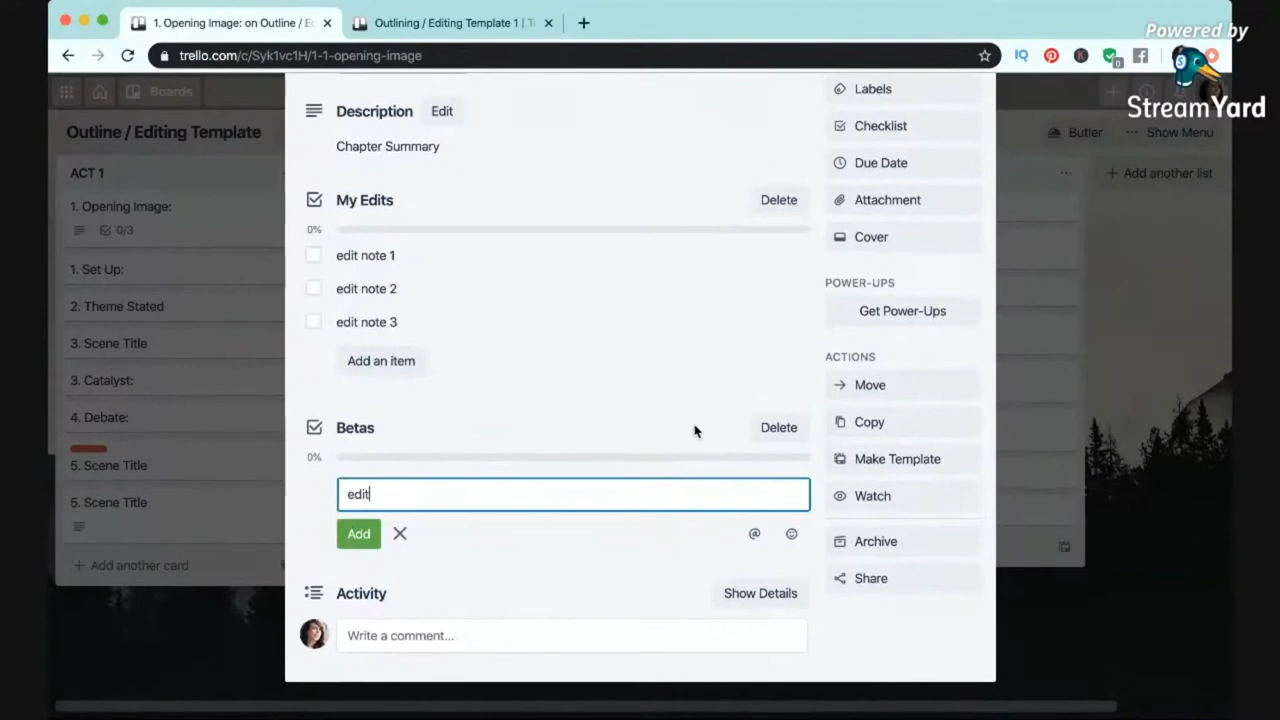 1. Opening Image: on Outline / Ed
Outlining / Editing Template 1 | Tr
Powered by
StreamYard
trello.com/c/Syk1vc1H/1-1-opening-image
IQ
K
0
Boards
Outline / Editing Template
Butler
Show Menu
ACT 1
1. Opening Image:
0/3
1. Set Up:
2. Theme Stated
3. Scene Title
3. Catalyst:
4. Debate:
5. Scene Title
5. Scene Title
+ Add another card
+ Add another list
Description
Edit
Chapter Summary
My Edits
Delete
0%
edit note 1
edit note 2
edit note 3
Add an item
Betas
Delete
0%
edit
Add
Activity
Show Details
Write a comment...
Labels
Checklist
Due Date
Attachment
Cover
POWER-UPS
Get Power-Ups
ACTIONS
Move
Copy
Make Template
Watch
Archive
Share